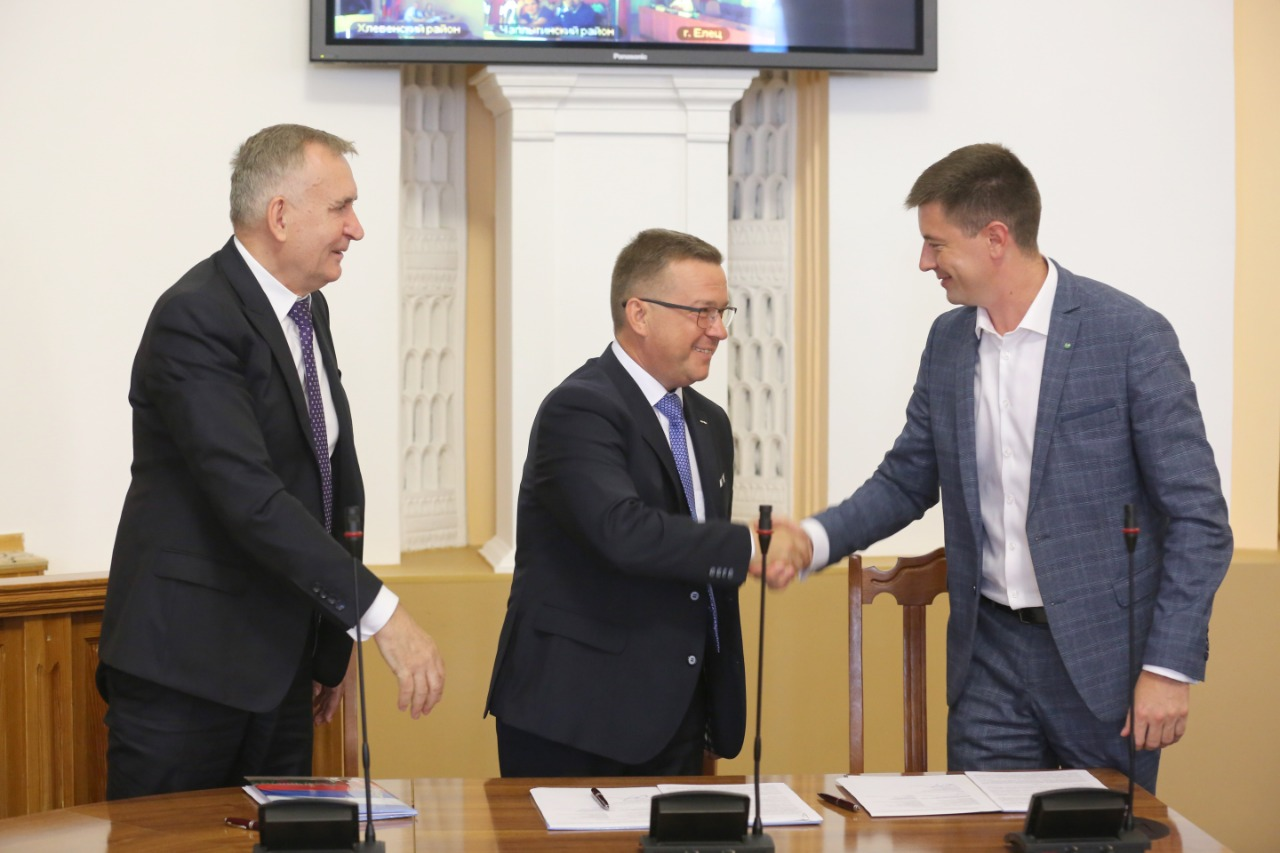 Хлевенский район
Чаплыгинский район
г. Елец
Panasonic